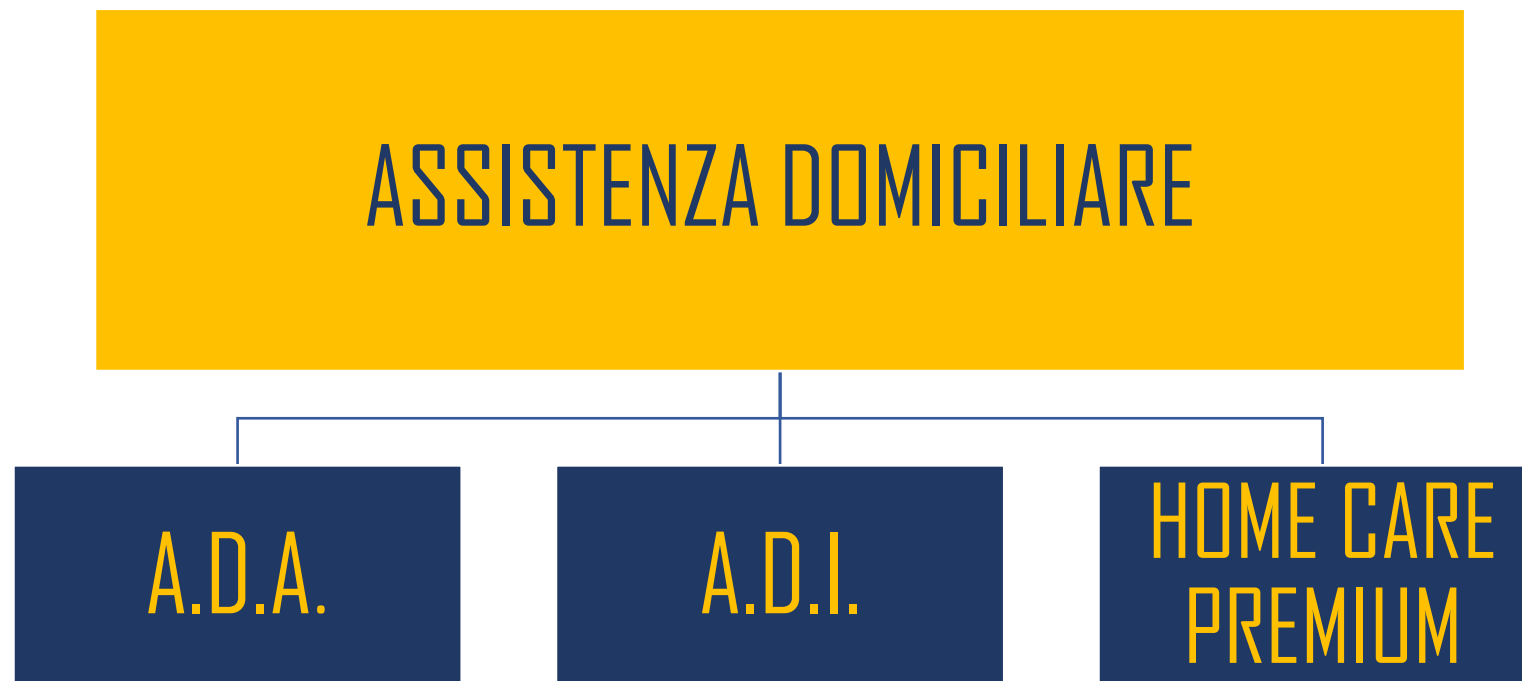 ASSISTENZA DOMICILIARE
A.D.A.
A.D.I.
HOME CARE
PREMIUM